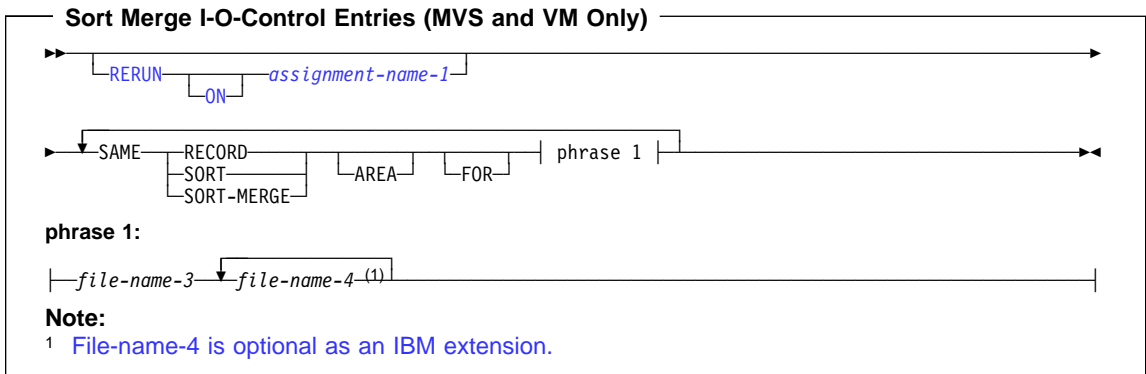 Sort Merge I-O-Control Entries (MVS and VM Only)
RERUN ON assignment-name-1
SAME RECORD AREA FOR phrase 1
SORT
SORT-MERGE
phrase 1:
file-name-3 file-name-4 (1)
Note:
1 File-name-4 is optional as an IBM extension.